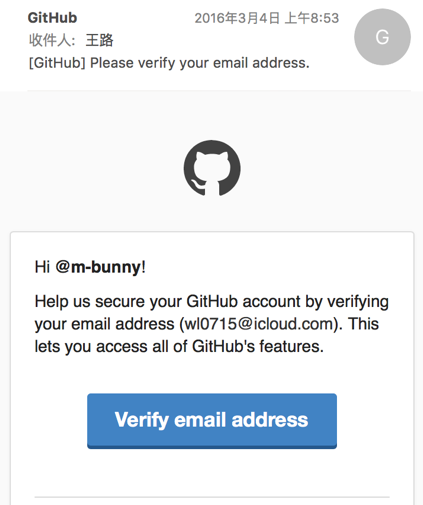 GitHub 2016年3月4日 上午8:53
收件人: 王路
[GitHub] Please verify your email address.
G
Hi @m-bunny!
Help us secure your GitHub account by verifying
your email address (wl0715@icloud.com). This
lets you access all of GitHub's features.
Verify email address